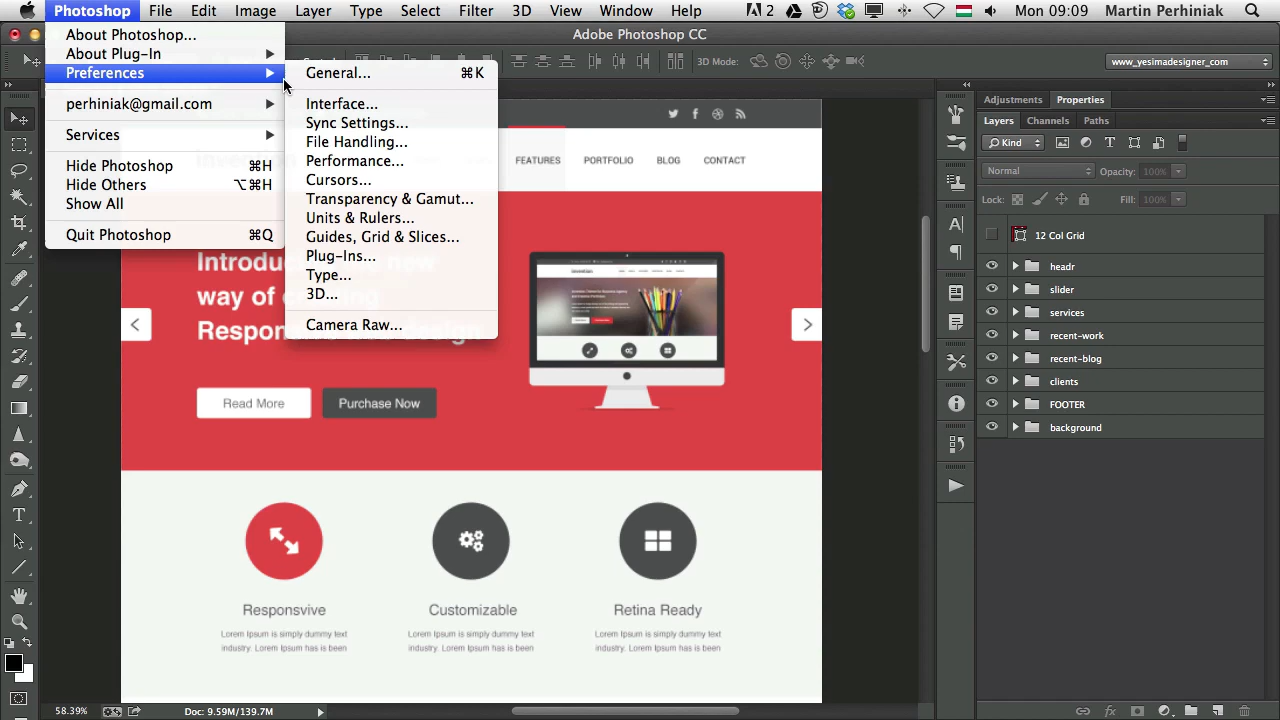 Photoshop File Edit Image Layer Type Select Filter 3D View Window Help 2 Mon 09:09 Martin Perhiniak
Adobe Photoshop CC
About Photoshop...
About Plug-In
Preferences
perhiniak@gmail.com
Services
Hide Photoshop ⌘H
Hide Others ⌥⌘H
Show All
Quit Photoshop ⌘Q
General... ⌘K
Interface...
Sync Settings...
File Handling...
Performance...
Cursors...
Transparency & Gamut...
Units & Rulers...
Guides, Grid & Slices...
Plug-Ins...
Type...
3D...
Camera Raw...
3D Mode:
www_yesimadesigner_com
FEATURES PORTFOLIO BLOG CONTACT
Introducing new
way of
Responsive design
Read More Purchase Now
Responsvive Customizable Retina Ready
Lorem Ipsum is simply dummy text Lorem Ipsum is simply dummy text Lorem Ipsum is simply dummy text
industry. Lorem Ipsum has is been industry. Lorem Ipsum has is been industry. Lorem Ipsum has is been
58.39% Doc: 9.59M/139.7M
Adjustments Properties
Layers Channels Paths
Kind
Normal Opacity: 100%
Lock: Fill: 100%
12 Col Grid
headr
slider
services
recent-work
recent-blog
clients
FOOTER
background